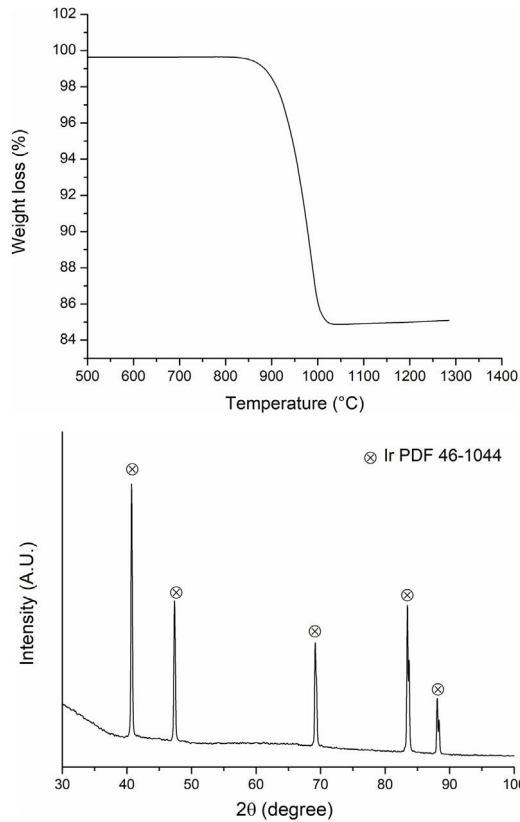 102
100
98
96
94
92
90
88
86
84
Weight loss (%)
500 600 700 800 900 1000 1100 1200 1300 1400
Temperature (°C)
⊗ Ir PDF 46-1044
Intensity (A.U.)
30 40 50 60 70 80 90 100
2θ (degree)